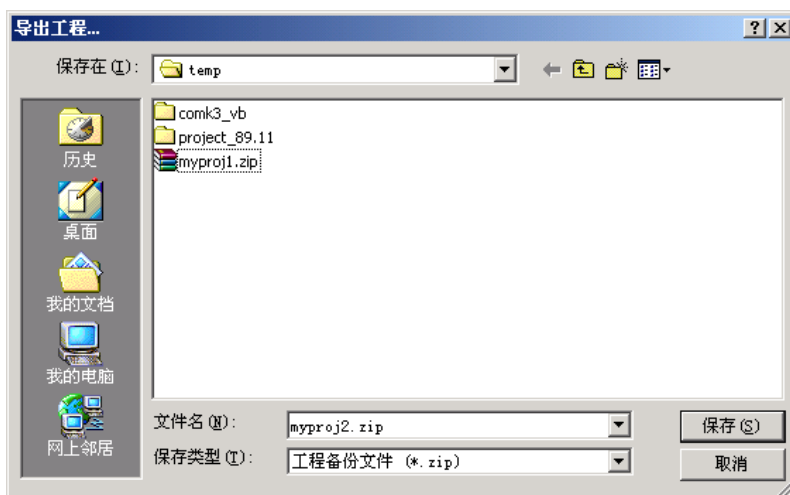 导出工程...
保存在(I):
temp
comk3_vb
project_89.11
myproj1.zip
历史
桌面
我的文档
我的电脑
网上邻居
文件名(N):
myproj2.zip
保存(S)
保存类型(T):
工程备份文件 (*.zip)
取消